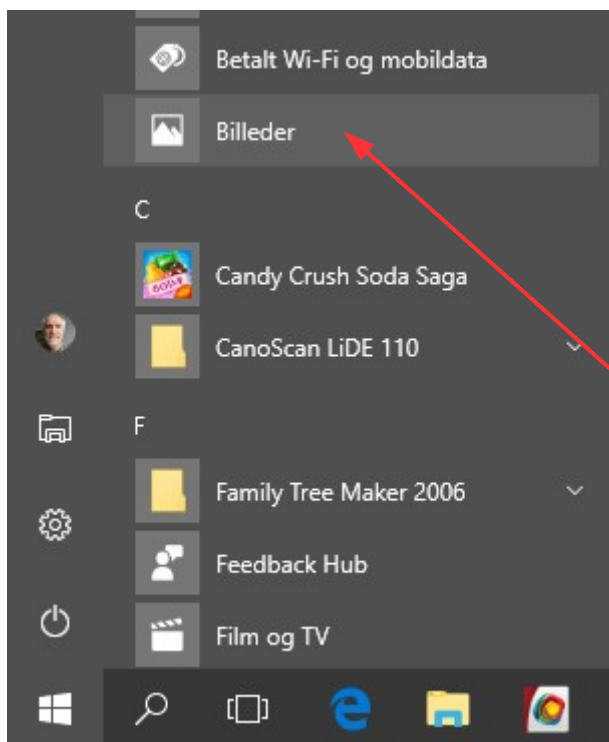 Betalt Wi-Fi og mobildata
Billeder
C
Candy Crush Soda Saga
CanoScan LiDE 110
F
Family Tree Maker 2006
Feedback Hub
Film og TV